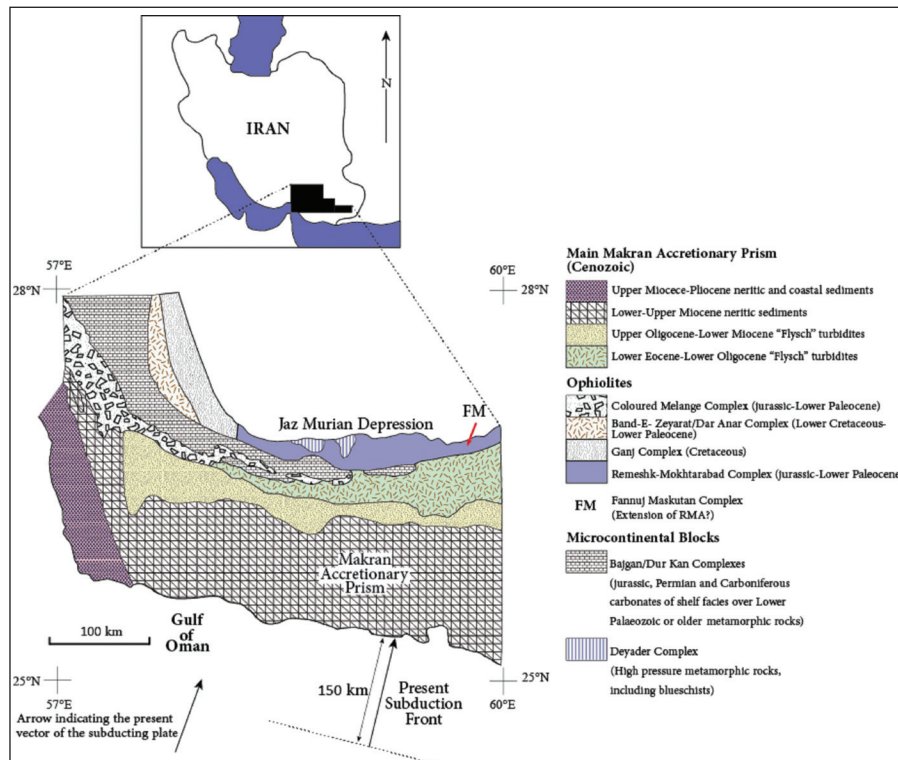 IRAN
N
57°E
28°N
60°E
28°N
Jaz Murian Depression
FM
Makran
Accretionary
Prism
100 km
Gulf
of
Oman
25°N
57°E
150 km
Present
Subduction
Front
25°N
60°E
Arrow indicating the present
vector of the subducting plate
Main Makran Accretionary Prism
(Cenozoic)
Upper Miocece-Pliocene neritic and coastal sediments
Lower-Upper Miocene neritic sediments
Upper Oligocene-Lower Miocene “Flysch” turbidites
Lower Eocene-Lower Oligocene “Flysch” turbidites
Ophiolites
Coloured Melange Complex (jurassic-Lower Paleocene)
Band-E- Zeyarat/Dar Anar Complex (Lower Cretaceous-
Lower Paleocene)
Ganj Complex (Cretaceous)
Remeshk-Mokhtarabad Complex (jurassic-Lower Paleocene
FM Fannuj Maskutan Complex
(Extension of RMA?)
Microcontinental Blocks
Bajgan/Dur Kan Complexes
(jurassic, Permian and Carboniferous
carbonates of shelf facies over Lower
Palaeozoic or older metamorphic rocks)
Deyader Complex
(High pressure metamorphic rocks,
including blueschists)